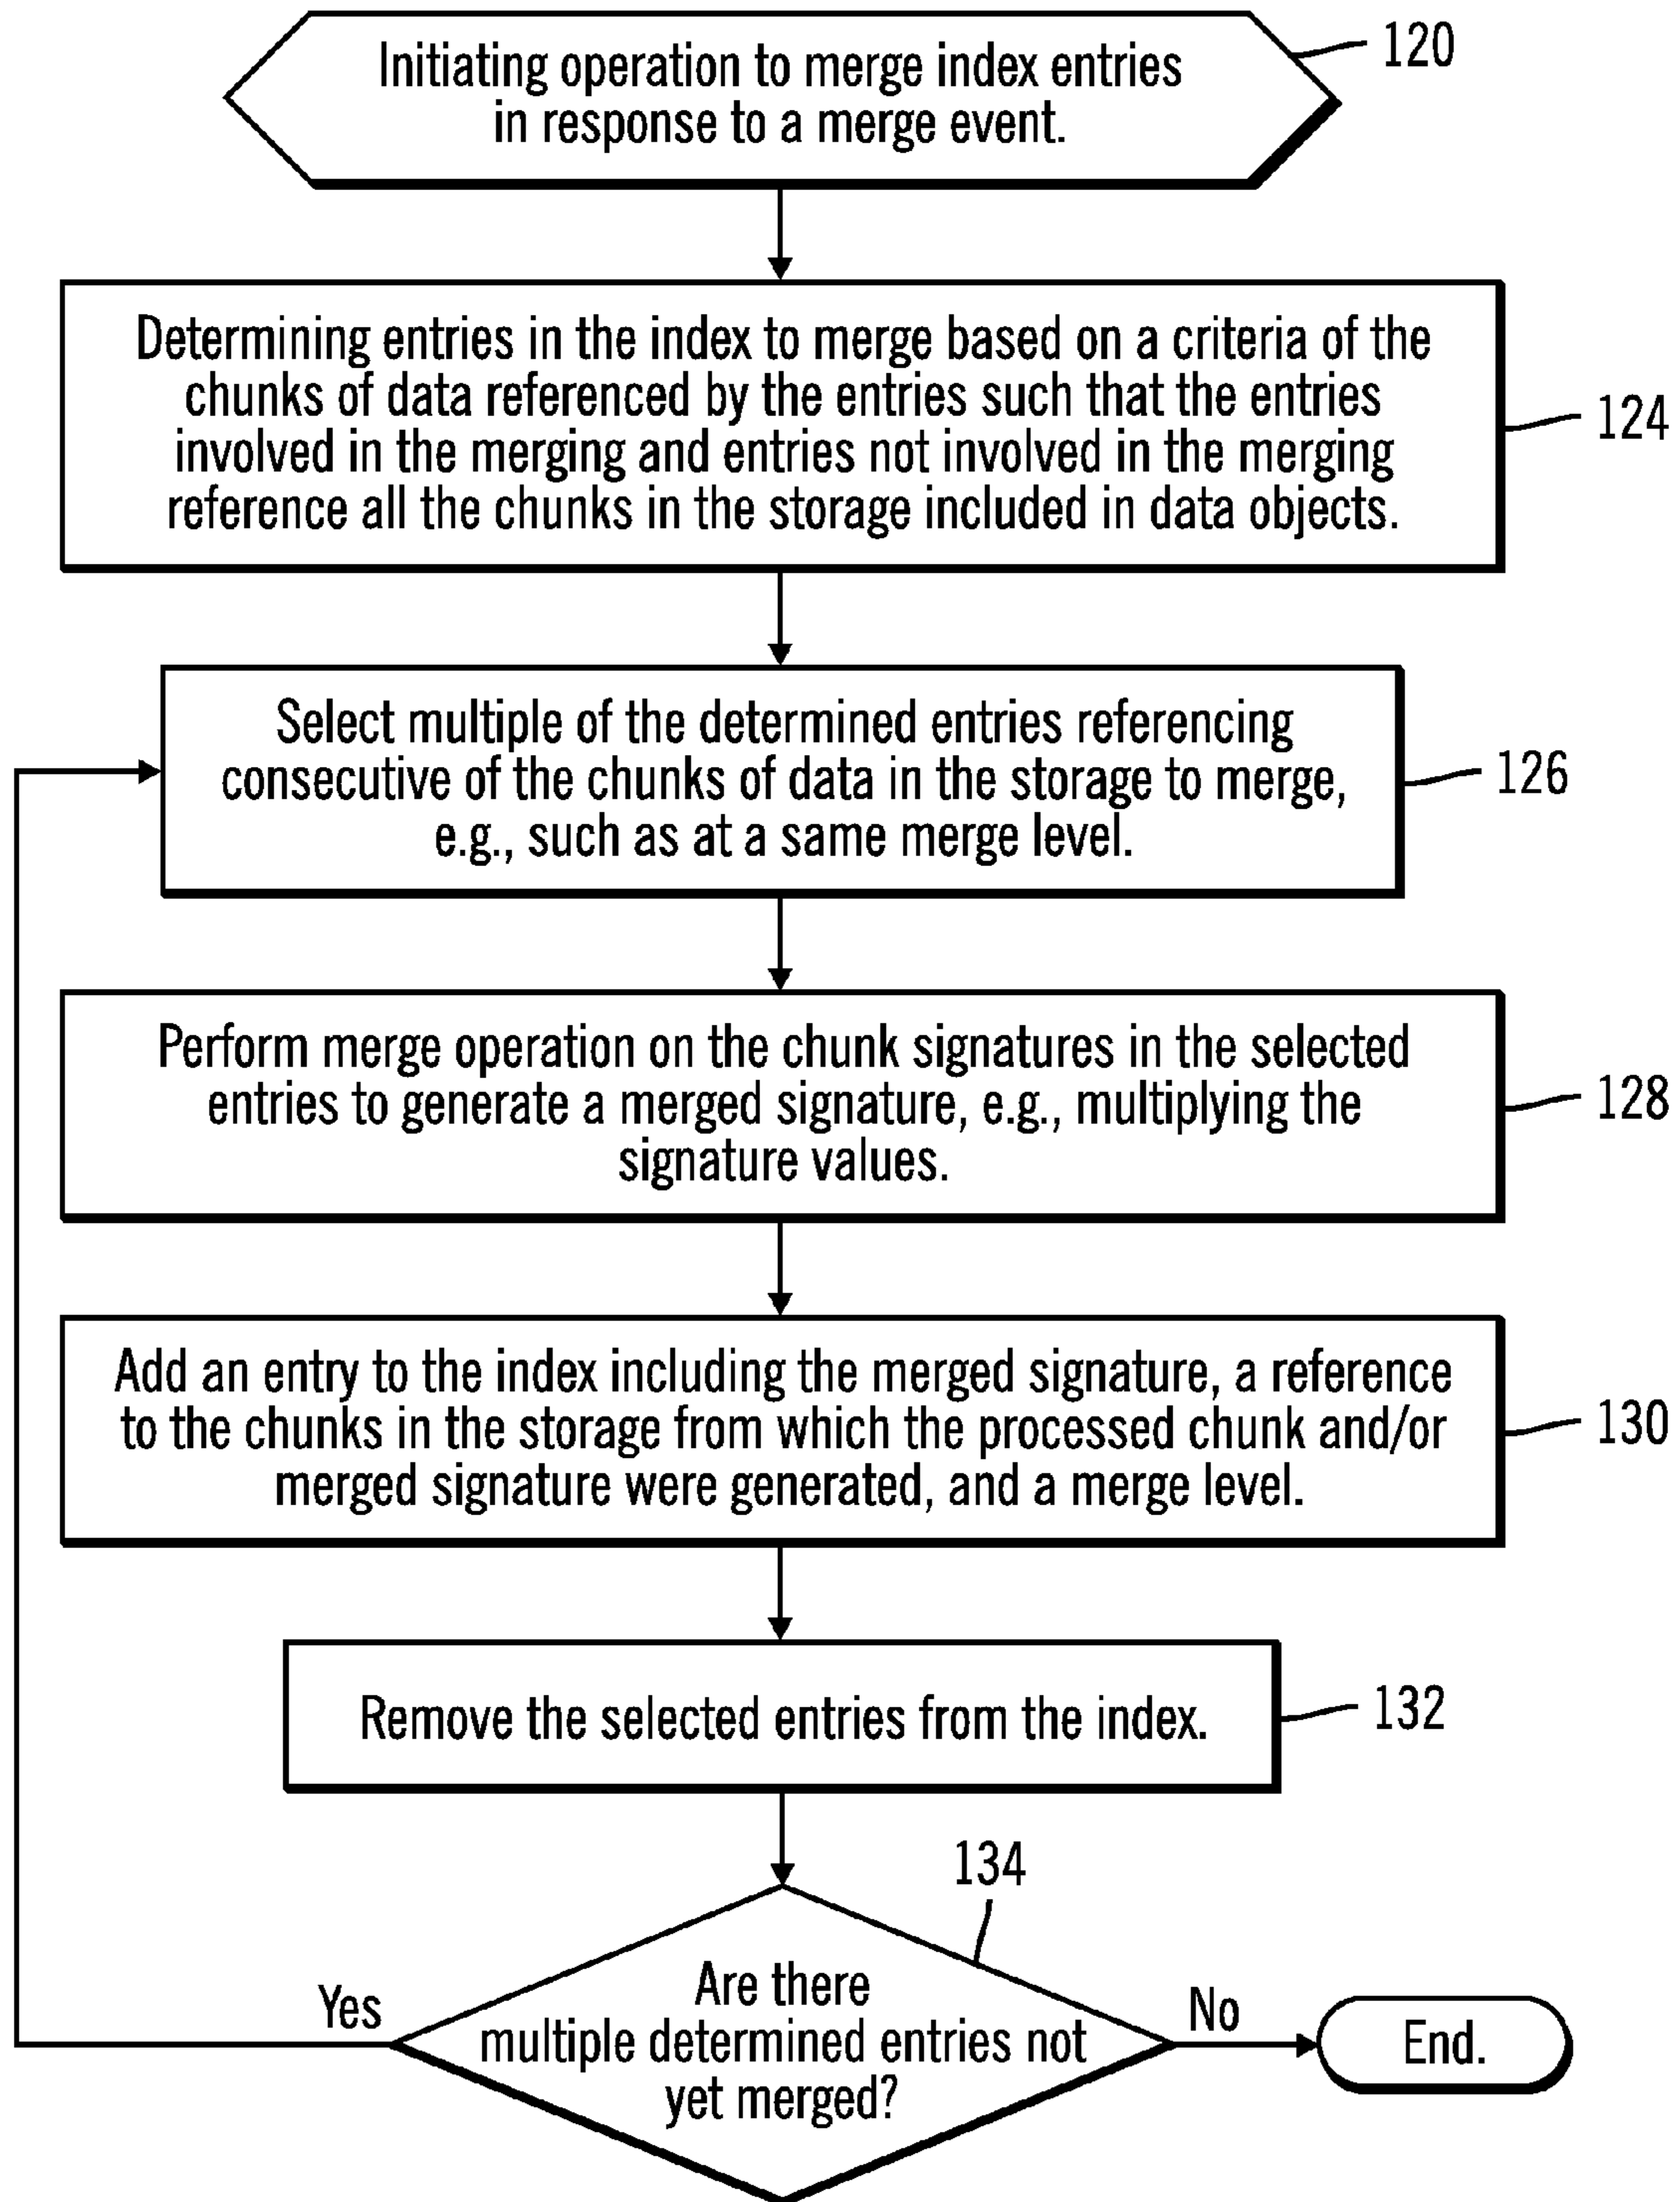 Initiating operation to merge index entries
in response to a merge event.
120
Determining entries in the index to merge based on a criteria of the
chunks of data referenced by the entries such that the entries
involved in the merging and entries not involved in the merging
reference all the chunks in the storage included in data objects.
124
Select multiple of the determined entries referencing
consecutive of the chunks of data in the storage to merge,
e.g., such as at a same merge level.
126
Perform merge operation on the chunk signatures in the selected
entries to generate a merged signature, e.g., multiplying the
signature values.
128
Add an entry to the index including the merged signature, a reference
to the chunks in the storage from which the processed chunk and/or
merged signature were generated, and a merge level.
130
Remove the selected entries from the index.
132
134
Are there
multiple determined entries not
yet merged?
Yes
No
End.